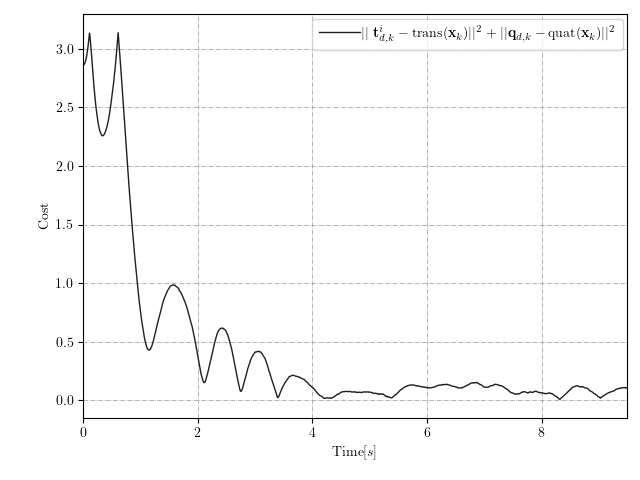 || t^i_{d,k} − trans(x_k)||² + ||q_{d,k} − quat(x_k)||²
3.0
2.5
2.0
1.5
1.0
0.5
0.0
Cost
0 2 4 6 8
Time[s]